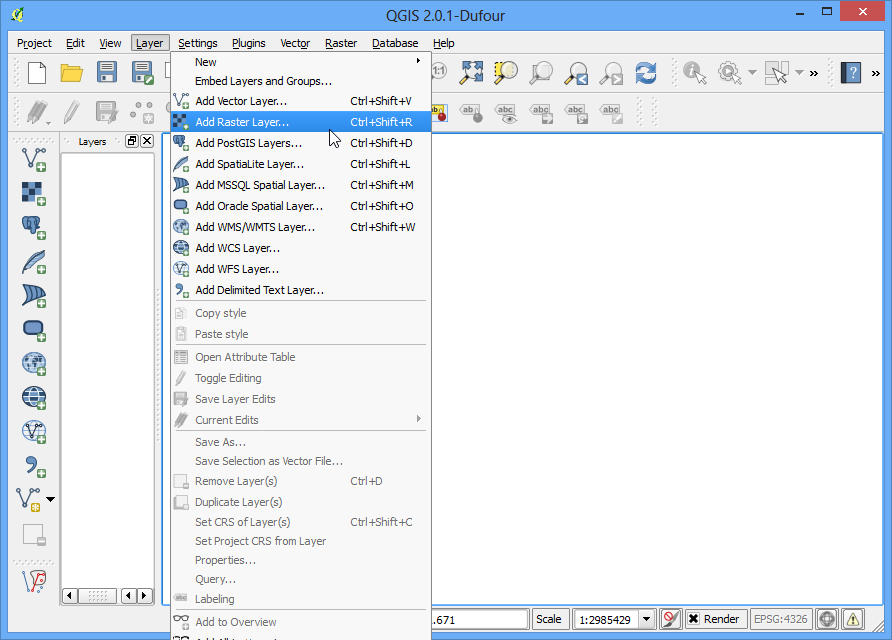 QGIS 2.0.1-Dufour
Project Edit View Layer Settings Plugins Vector Raster Database Help
New
Embed Layers and Groups...
Add Vector Layer... Ctrl+Shift+V
Add Raster Layer... Ctrl+Shift+R
Add PostGIS Layers... Ctrl+Shift+D
Add SpatiaLite Layer... Ctrl+Shift+L
Add MSSQL Spatial Layer... Ctrl+Shift+M
Add Oracle Spatial Layer... Ctrl+Shift+O
Add WMS/WMTS Layer... Ctrl+Shift+W
Add WCS Layer...
Add WFS Layer...
Add Delimited Text Layer...
Copy style
Paste style
Open Attribute Table
Toggle Editing
Save Layer Edits
Current Edits
Save As...
Save Selection as Vector File...
Remove Layer(s) Ctrl+D
Duplicate Layer(s)
Set CRS of Layer(s) Ctrl+Shift+C
Set Project CRS from Layer
Properties...
Query...
Labeling
Add to Overview
Layers
.671 Scale 1:2985429 Render EPSG:4326